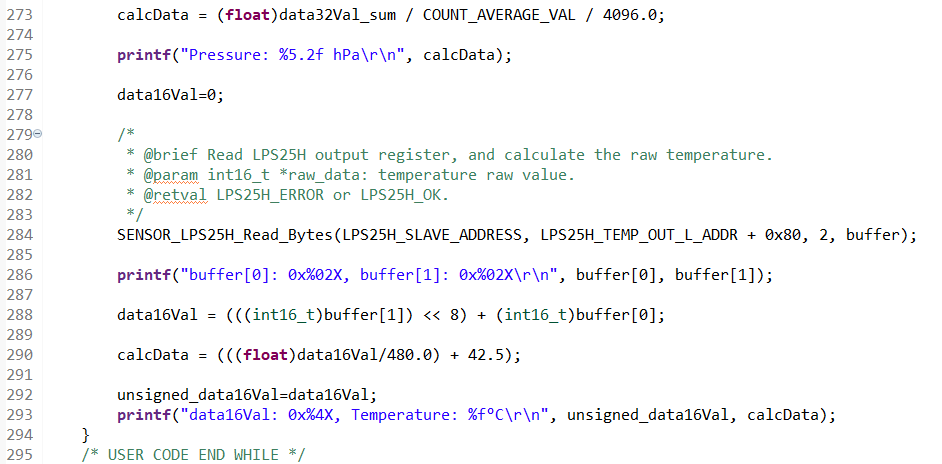 273 calcData = (float)data32Val_sum / COUNT_AVERAGE_VAL / 4096.0;
274
275 printf("Pressure: %5.2f hPa\r\n", calcData);
276
277 data16Val=0;
278
279 /*
280 * @brief Read LPS25H output register, and calculate the raw temperature.
281 * @param int16_t *raw_data: temperature raw value.
282 * @retval LPS25H_ERROR or LPS25H_OK.
283 */
284 SENSOR_LPS25H_Read_Bytes(LPS25H_SLAVE_ADDRESS, LPS25H_TEMP_OUT_L_ADDR + 0x80, 2, buffer);
285
286 printf("buffer[0]: 0x%02X, buffer[1]: 0x%02X\r\n", buffer[0], buffer[1]);
287
288 data16Val = (((int16_t)buffer[1]) << 8) + (int16_t)buffer[0];
289
290 calcData = (((float)data16Val/480.0) + 42.5);
291
292 unsigned_data16Val=data16Val;
293 printf("data16Val: 0x%4X, Temperature: %fºC\r\n", unsigned_data16Val, calcData);
294 }
295 /* USER CODE END WHILE */